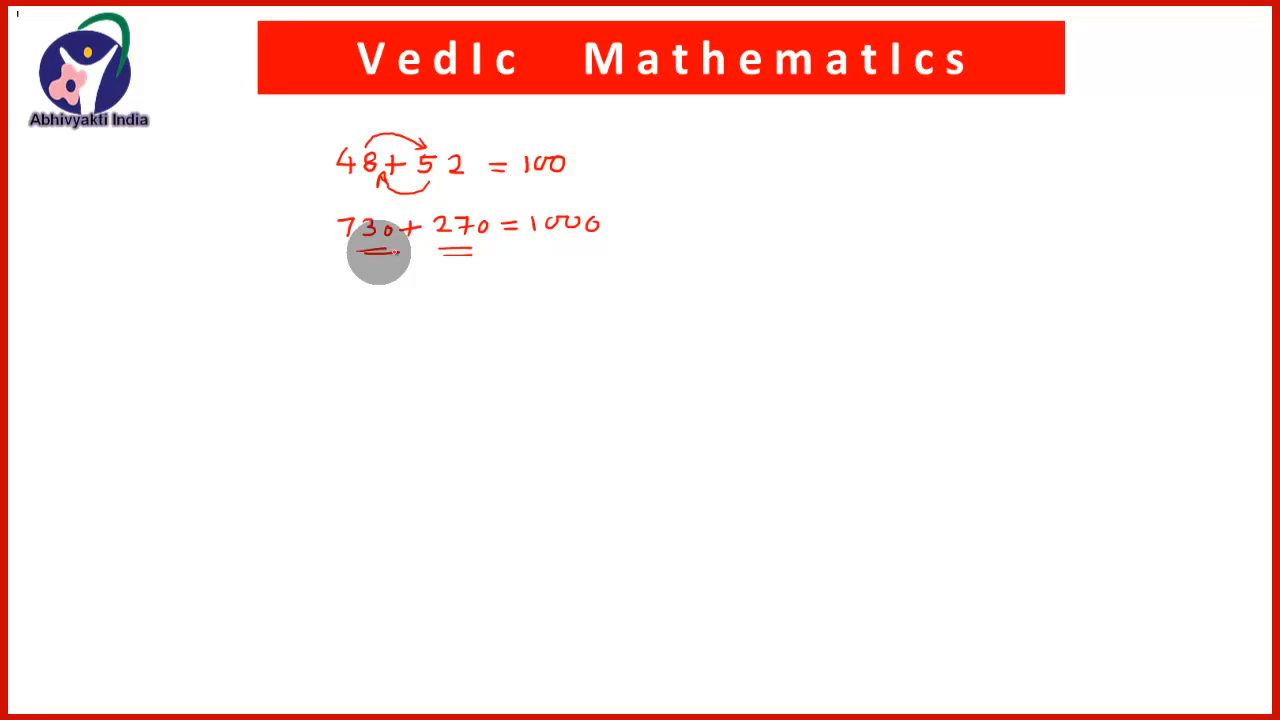 VedIc MathematIcs
Abhivyakti India
48+52 = 100
730+270=1000